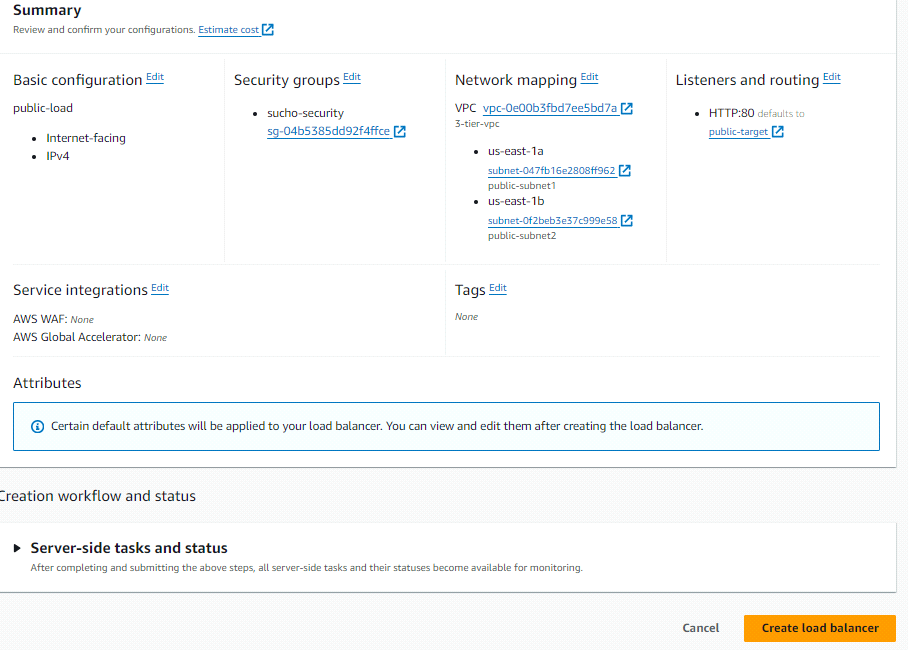 Summary
Review and confirm your configurations. Estimate cost
Basic configuration Edit
public-load
Internet-facing
IPv4
Security groups Edit
sucho-security
sg-04b5385dd92f4ffce
Network mapping Edit
VPC vpc-0e00b3fbd7ee5bd7a
3-tier-vpc
us-east-1a
subnet-047fb16e2808ff962
public-subnet1
us-east-1b
subnet-0f2beb3e37c999e58
public-subnet2
Listeners and routing Edit
HTTP:80 defaults to
public-target
Service integrations Edit
AWS WAF: None
AWS Global Accelerator: None
Tags Edit
None
Attributes
Certain default attributes will be applied to your load balancer. You can view and edit them after creating the load balancer.
Creation workflow and status
Server-side tasks and status
After completing and submitting the above steps, all server-side tasks and their statuses become available for monitoring.
Cancel
Create load balancer